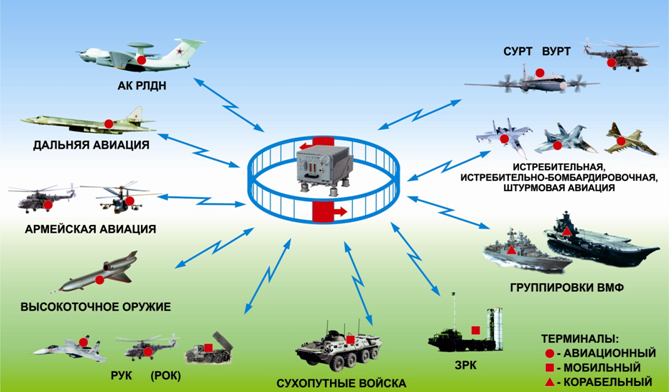 АК РЛДН
СУРТ ВУРТ
ДАЛЬНЯЯ АВИАЦИЯ
ИСТРЕБИТЕЛЬНАЯ,
ИСТРЕБИТЕЛЬНО-БОМБАРДИРОВОЧНАЯ,
ШТУРМОВАЯ АВИАЦИЯ
АРМЕЙСКАЯ АВИАЦИЯ
ГРУППИРОВКИ ВМФ
ВЫСОКОТОЧНОЕ ОРУЖИЕ
РУК (РОК)
СУХОПУТНЫЕ ВОЙСКА
ЗРК
ТЕРМИНАЛЫ:
- АВИАЦИОННЫЙ
- МОБИЛЬНЫЙ
- КОРАБЕЛЬНЫЙ